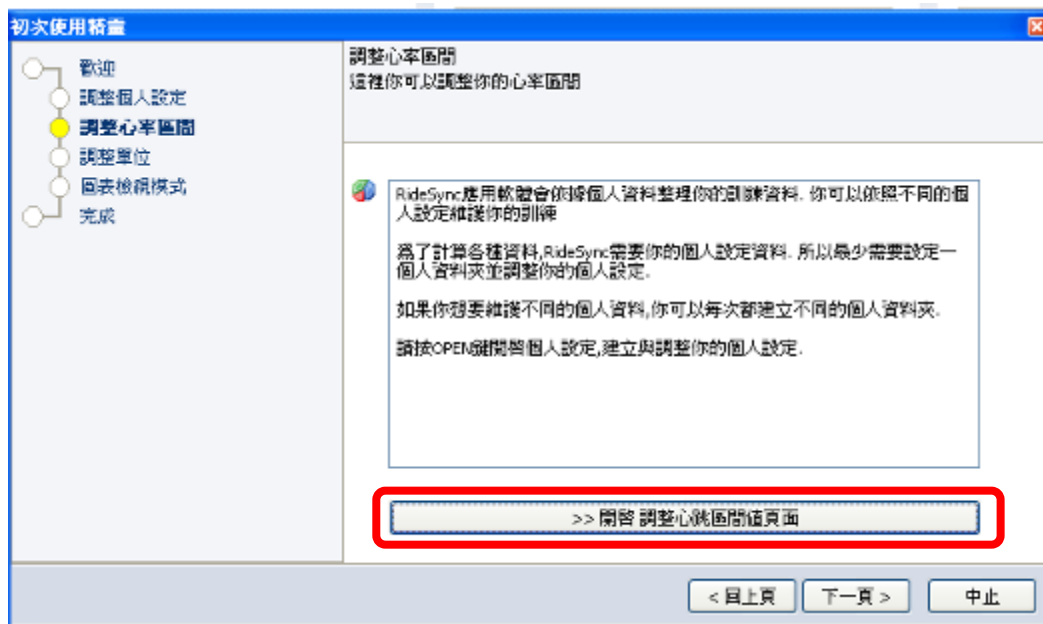 初次使用精靈
歡迎
調整個人設定
調整心率區間
調整單位
圖表檢視模式
完成
調整心率區間
這裡你可以調整你的心率區間
RideSync應用軟體會依據個人資料整理你的訓練資料. 你可以依照不同的個
人設定維護你的訓練
為了計算各種資料,RideSync需要你的個人設定資料. 所以最少需要設定一
個人資料夾並調整你的個人設定.
如果你想要維護不同的個人資料,你可以每次都建立不同的個人資料夾.
請按OPEN鍵開啓個人設定,建立與調整你的個人設定.
>> 開啓 調整心跳區間值頁面
< 回上頁
下一頁 >
中止